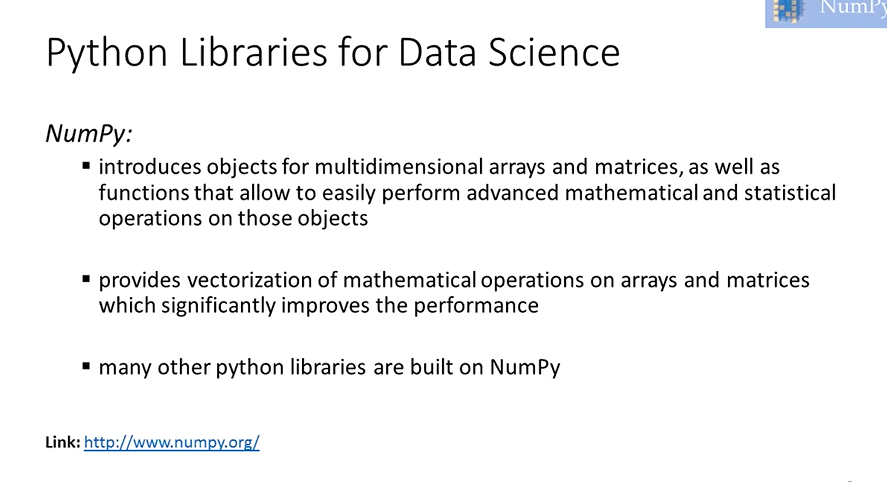 NumPy
Python Libraries for Data Science
NumPy:
▪ introduces objects for multidimensional arrays and matrices, as well as
functions that allow to easily perform advanced mathematical and statistical
operations on those objects
▪ provides vectorization of mathematical operations on arrays and matrices
which significantly improves the performance
▪ many other python libraries are built on NumPy
Link: http://www.numpy.org/